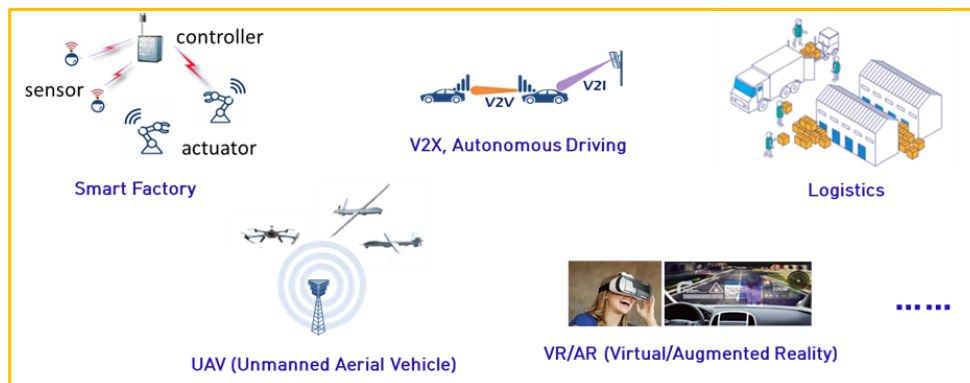 controller
sensor
actuator
Smart Factory
V2V
V2I
V2X, Autonomous Driving
Logistics
UAV (Unmanned Aerial Vehicle)
VR/AR (Virtual/Augmented Reality)
……